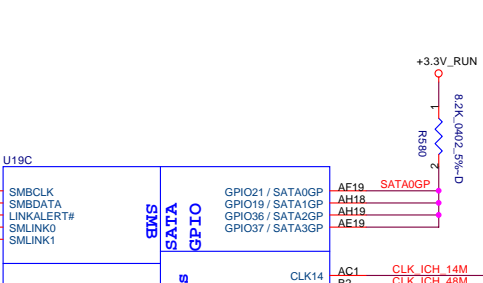 +3.3V_RUN
1
8.2K_0402_5%~D
R580
2
U19C
SMBCLK
SMBDATA
LINKALERT#
SMLINK0
SMLINK1
SMB
SATA
GPIO
GPIO21 / SATA0GP
GPIO19 / SATA1GP
GPIO36 / SATA2GP
GPIO37 / SATA3GP
AF19
AH18
AH19
AE19
SATA0GP
s
CLK14
AC1
CLK_ICH_14M
B2
CLK_ICH_48M